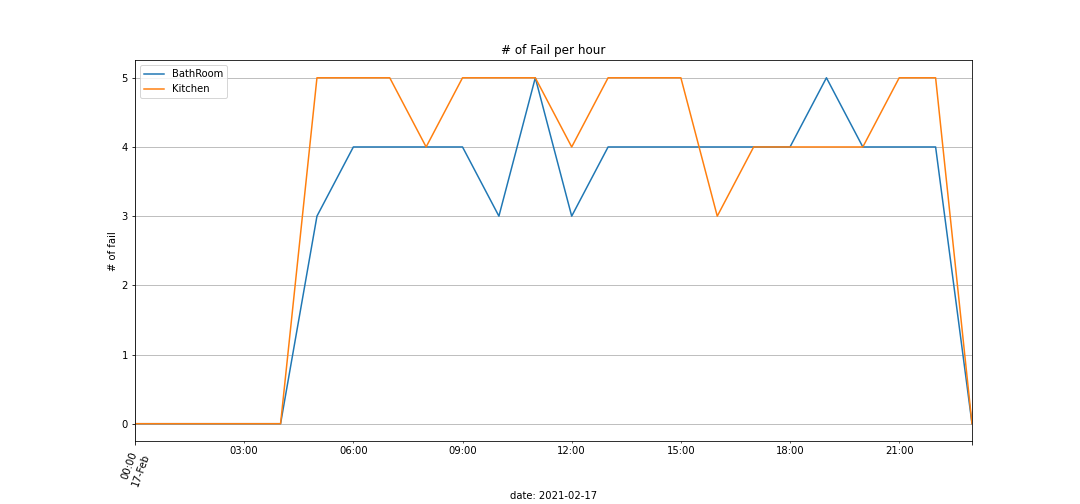 # of Fail per hour
BathRoom
Kitchen
# of fail
5
4
3
2
1
0
00:00
17-Feb
03:00
06:00
09:00
12:00
15:00
18:00
21:00
date: 2021-02-17